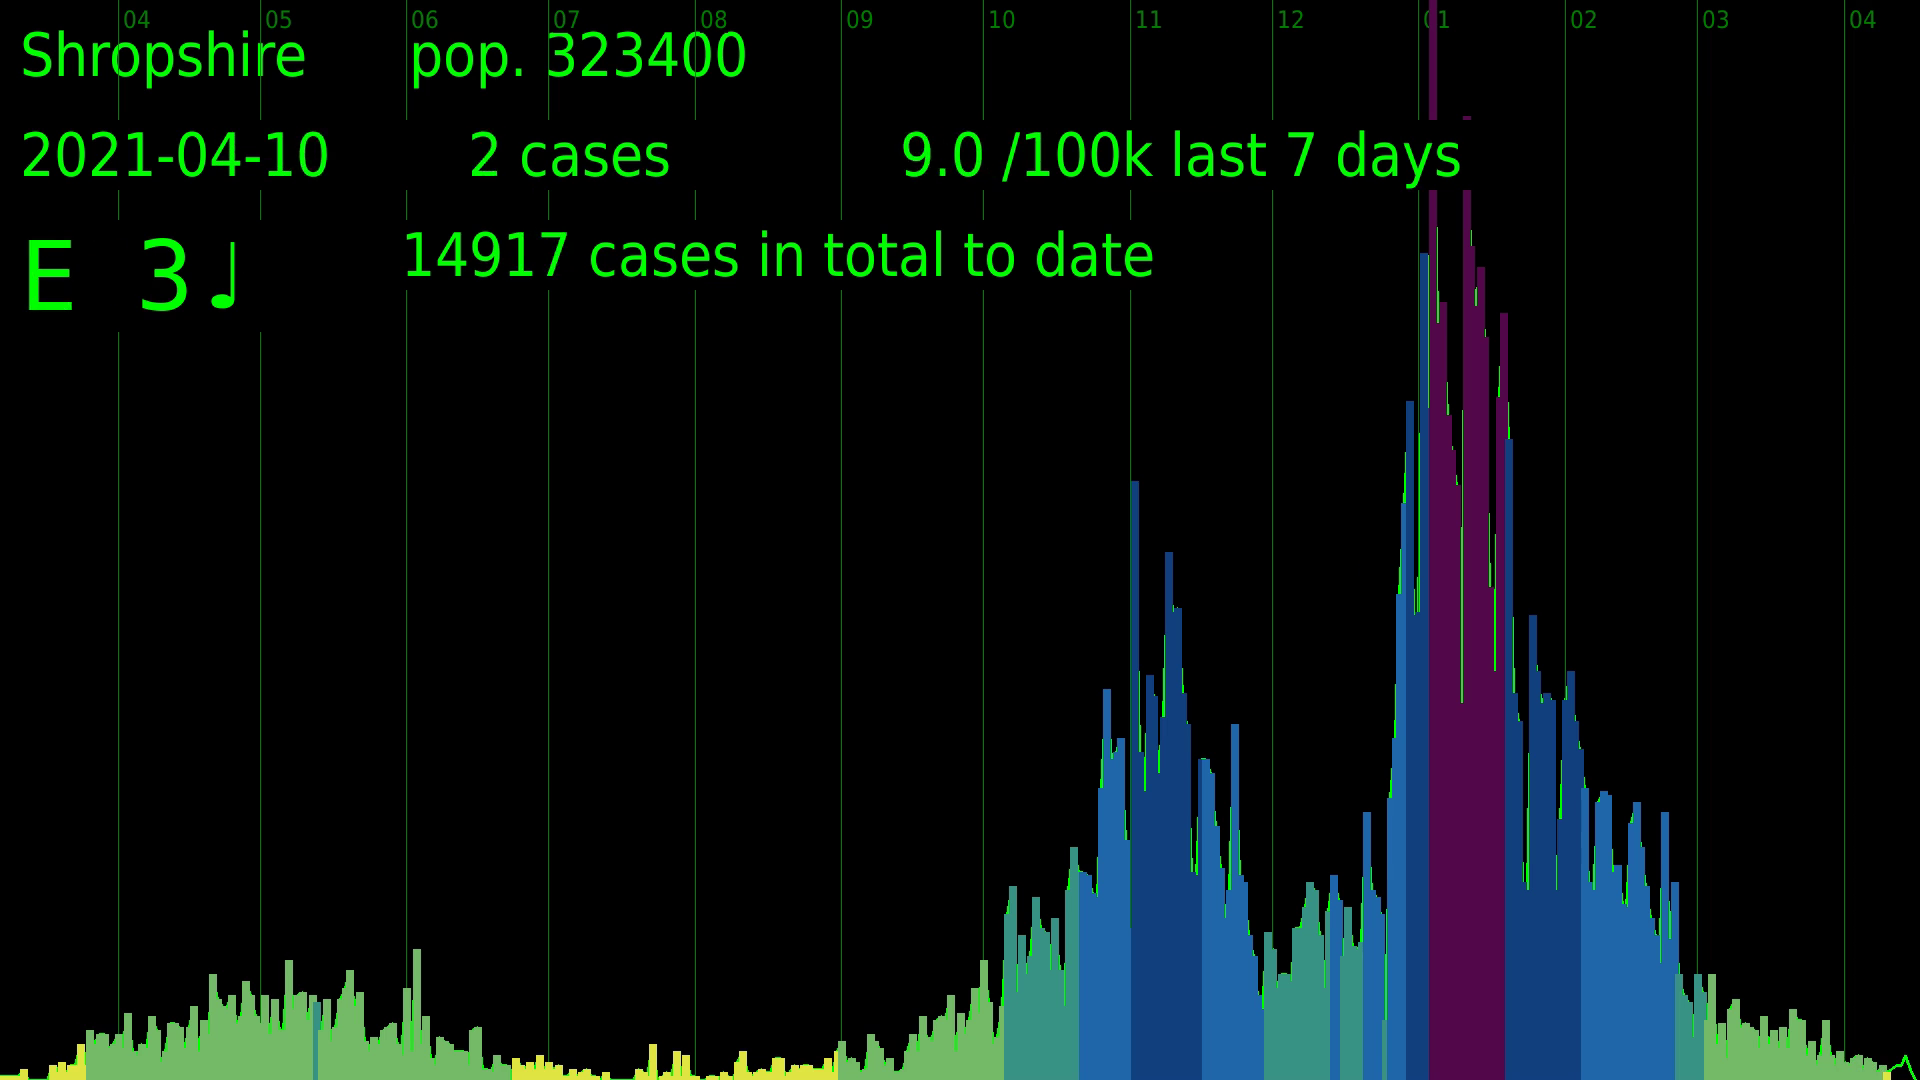 04 05 06 07 08 09 10 11 12 01 02 03 04
Shropshire pop. 323400
2021-04-10 2 cases 9.0 /100k last 7 days
E 3♩ 14917 cases in total to date